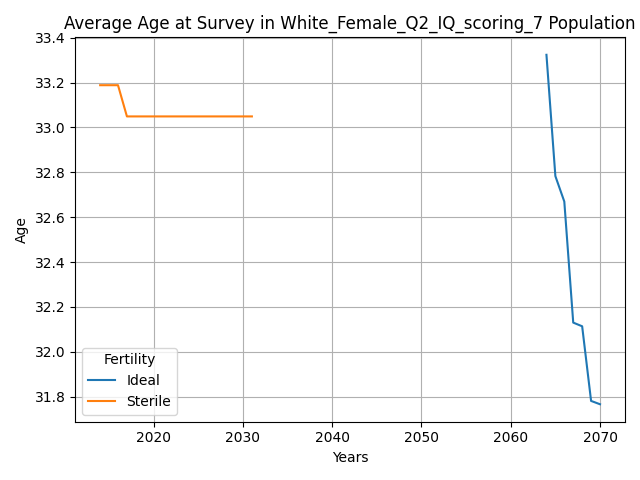 Average Age at Survey in White_Female_Q2_IQ_scoring_7 Population
33.4
33.2
33.0
32.8
32.6
32.4
32.2
32.0
31.8
Age
Fertility
Ideal
Sterile
2020 2030 2040 2050 2060 2070
Years